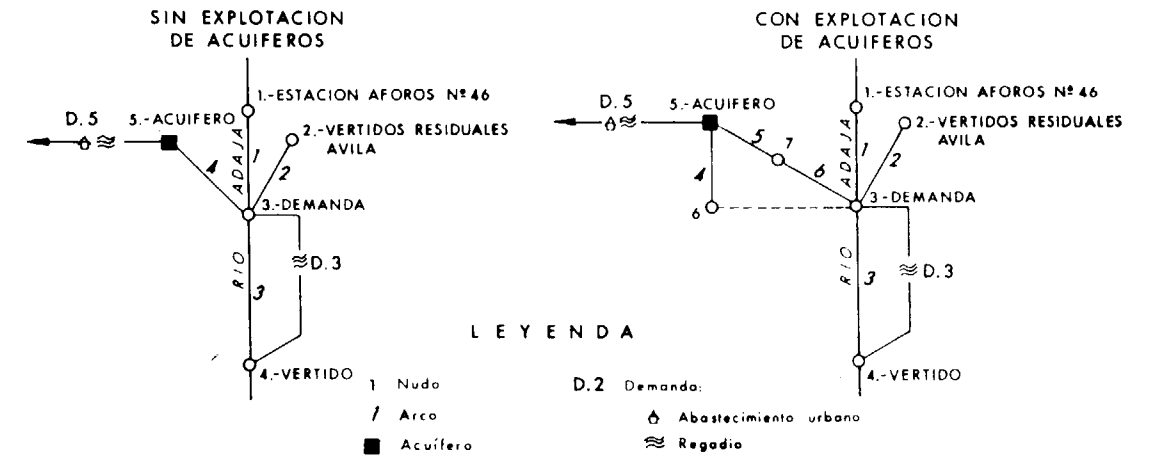 SIN EXPLOTACION
DE ACUIFEROS
1.-ESTACION AFOROS Nº 46
D. 5
5.-ACUIFERO
2.-VERTIDOS RESIDUALES
AVILA
ADAJA
1
2
4
3.-DEMANDA
RIO
3
D. 3
4.-VERTIDO
CON EXPLOTACION
DE ACUIFEROS
1.-ESTACION AFOROS Nº 46
D. 5
5.-ACUIFERO
2.-VERTIDOS RESIDUALES
AVILA
ADAJA
1
2
5
7
6
4
6
3-DEMANDA
RIO
3
D. 3
4.-VERTIDO
LEYENDA
1 Nudo
1 Arco
Acuífero
D.2 Demanda:
Abastecimiento urbano
Regadio